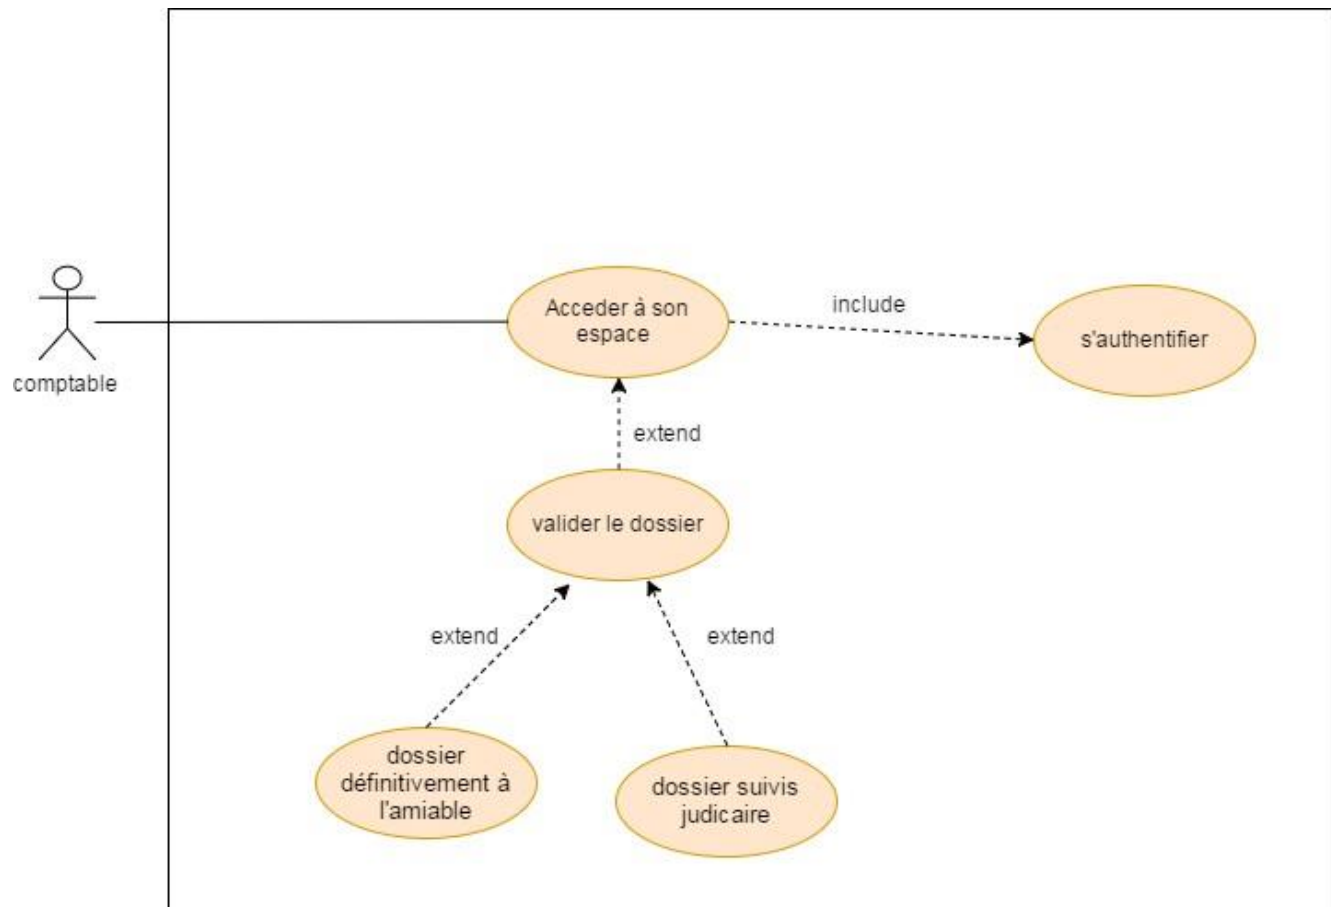 Acceder à son
espace
include
s'authentifier
comptable
extend
valider le dossier
extend
extend
dossier
définitivement à
l'amiable
dossier suivis
judicaire